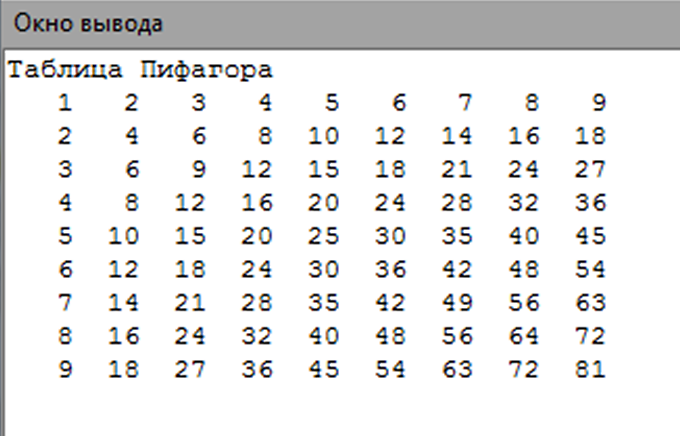 Окно вывода
Таблица Пифагора
1 2 3 4 5 6 7 8 9
2 4 6 8 10 12 14 16 18
3 6 9 12 15 18 21 24 27
4 8 12 16 20 24 28 32 36
5 10 15 20 25 30 35 40 45
6 12 18 24 30 36 42 48 54
7 14 21 28 35 42 49 56 63
8 16 24 32 40 48 56 64 72
9 18 27 36 45 54 63 72 81